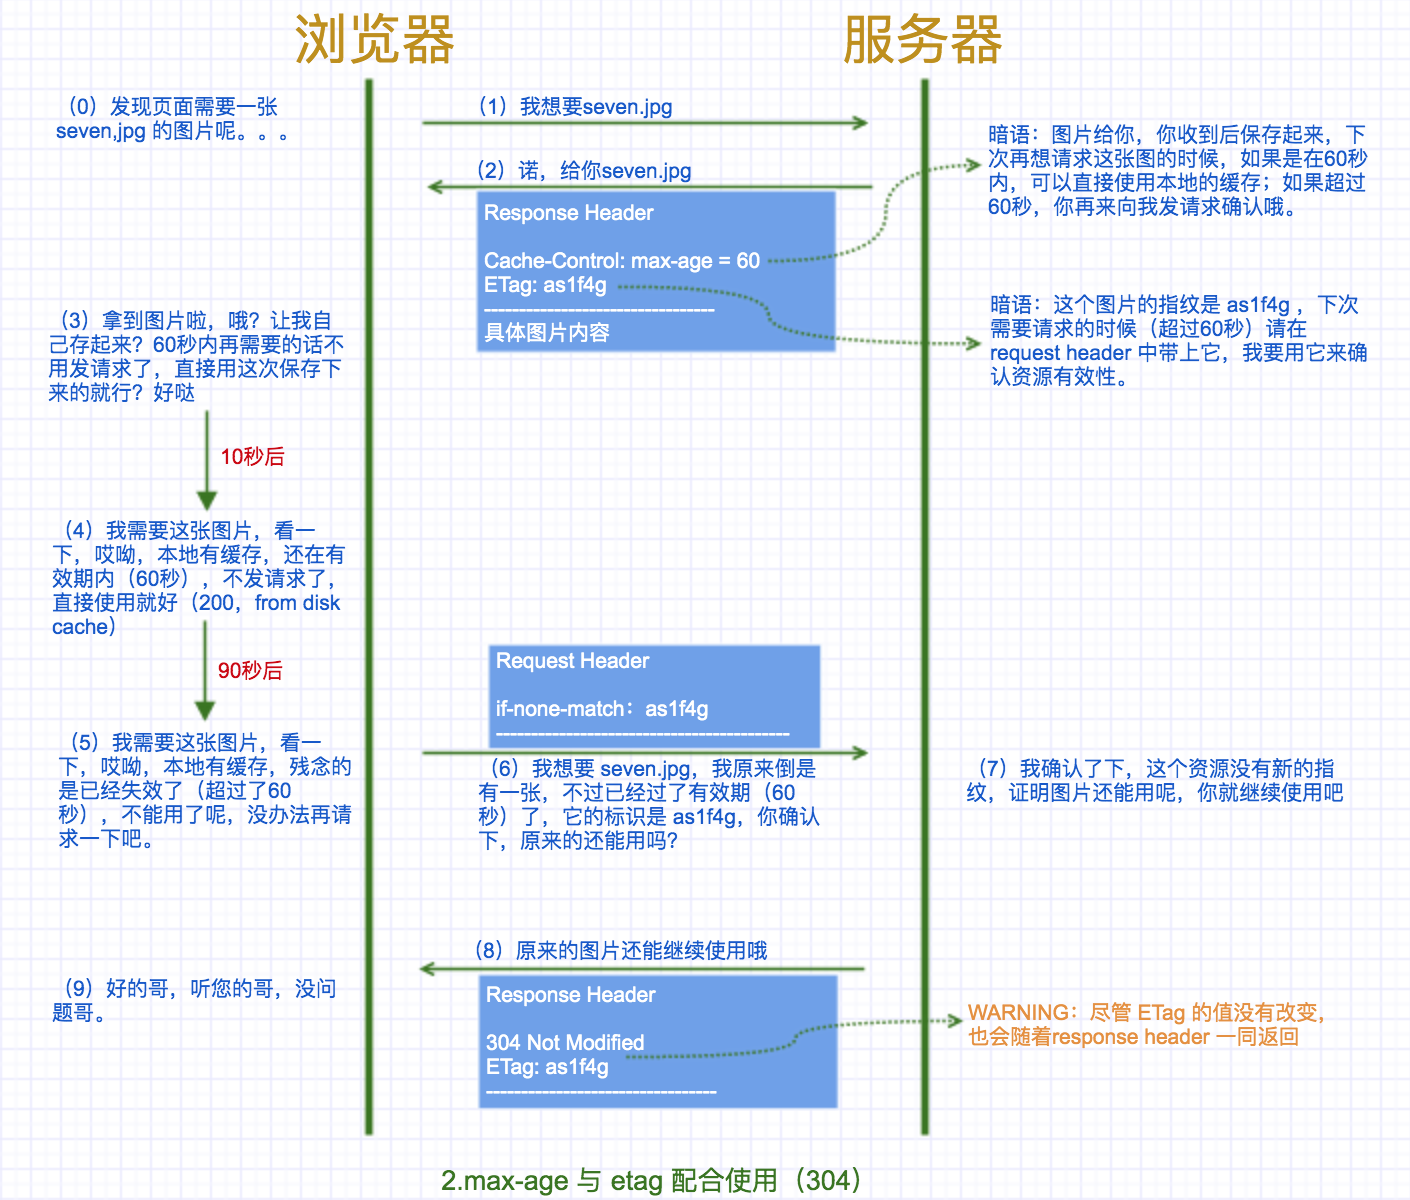 浏览器
服务器
（0）发现页面需要一张
seven,jpg 的图片呢。。。
（1）我想要seven.jpg
（2）诺，给你seven.jpg
Response Header
Cache-Control: max-age = 60
ETag: as1f4g
---------------------------------
具体图片内容
暗语：图片给你，你收到后保存起来，下
次再想请求这张图的时候，如果是在60秒
内，可以直接使用本地的缓存；如果超过
60秒，你再来向我发请求确认哦。
暗语：这个图片的指纹是 as1f4g ，下次
需要请求的时候（超过60秒）请在
request header 中带上它，我要用它来确
认资源有效性。
（3）拿到图片啦，哦？让我自
己存起来？60秒内再需要的话不
用发请求了，直接用这次保存下
来的就行？好哒
10秒后
（4）我需要这张图片，看一
下，哎呦，本地有缓存，还在有
效期内（60秒），不发请求了，
直接使用就好（200，from disk
cache）
90秒后
（5）我需要这张图片，看一
下，哎呦，本地有缓存，残念的
是已经失效了（超过了60
秒），不能用了呢，没办法再请
求一下吧。
Request Header
if-none-match：as1f4g
------------------------------------------
（6）我想要 seven.jpg，我原来倒是
有一张，不过已经过了有效期（60
秒）了，它的标识是 as1f4g，你确认
下，原来的还能用吗？
（7）我确认了下，这个资源没有新的指
纹，证明图片还能用呢，你就继续使用吧
（8）原来的图片还能继续使用哦
Response Header
304 Not Modified
ETag: as1f4g
---------------------------------
（9）好的哥，听您的哥，没问
题哥。
WARNING：尽管 ETag 的值没有改变，
也会随着response header 一同返回
2.max-age 与 etag 配合使用（304）